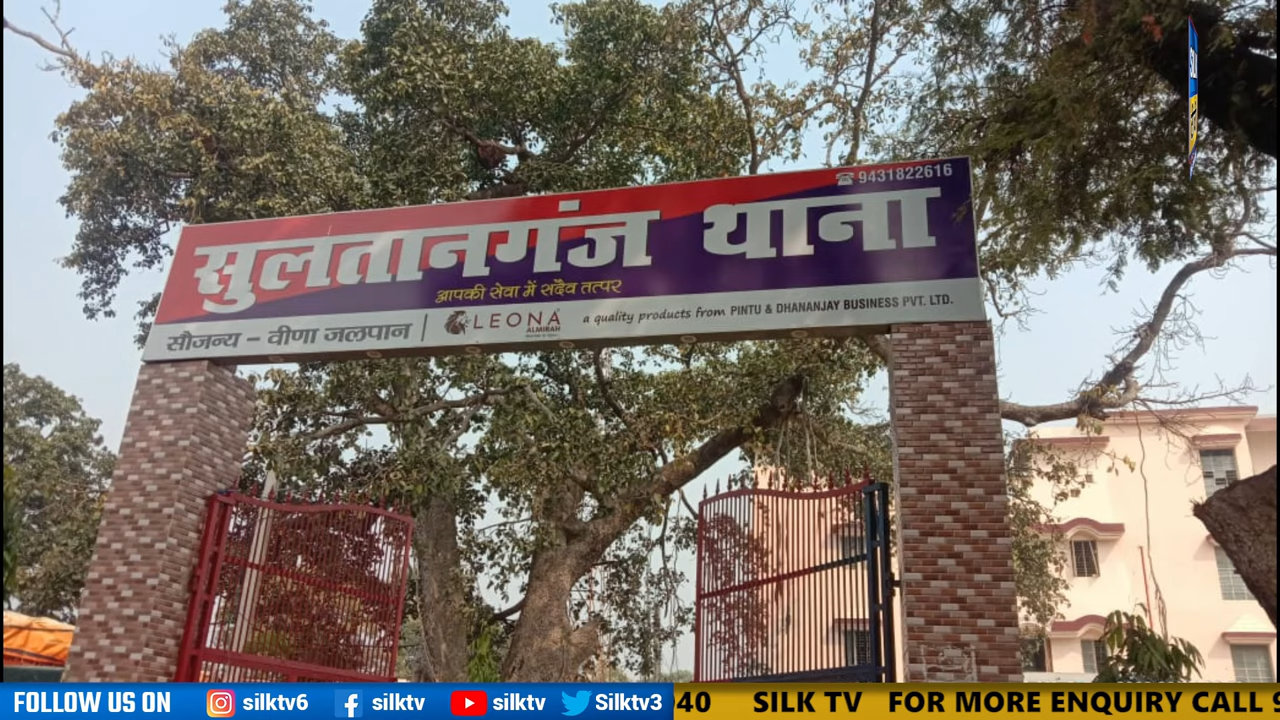 ☎9431822616
सुलतानगंज थाना
आपकी सेवा में सदैव तत्पर
सौजन्य – वीणा जलपान | LEONA ALMIRAH a quality products from PINTU & DHANANJAY BUSINESS PVT. LTD.
FOLLOW US ON silktv6 silktv silktv Silktv3 40 SILK TV FOR MORE ENQUIRY CALL